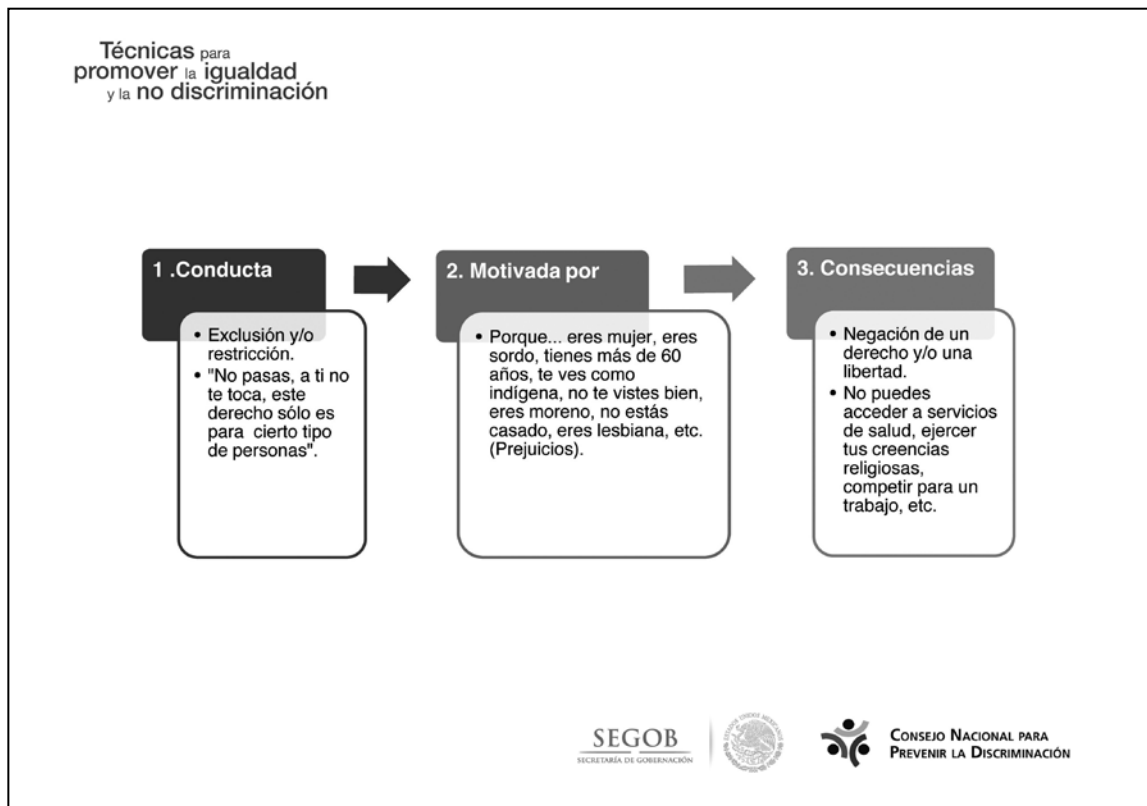 Técnicas para
promover la igualdad
y la no discriminación
1 .Conducta
• Exclusión y/o
restricción.
• "No pasas, a ti no
te toca, este
derecho sólo es
para cierto tipo
de personas".
2. Motivada por
• Porque... eres mujer, eres
sordo, tienes más de 60
años, te ves como
indígena, no te vistes bien,
eres moreno, no estás
casado, eres lesbiana, etc.
(Prejuicios).
3. Consecuencias
• Negación de un
derecho y/o una
libertad.
• No puedes
acceder a servicios
de salud, ejercer
tus creencias
religiosas,
competir para un
trabajo, etc.
SEGOB
SECRETARÍA DE GOBERNACIÓN
ESTADOS UNIDOS MEXICANOS
CONSEJO NACIONAL PARA
PREVENIR LA DISCRIMINACIÓN